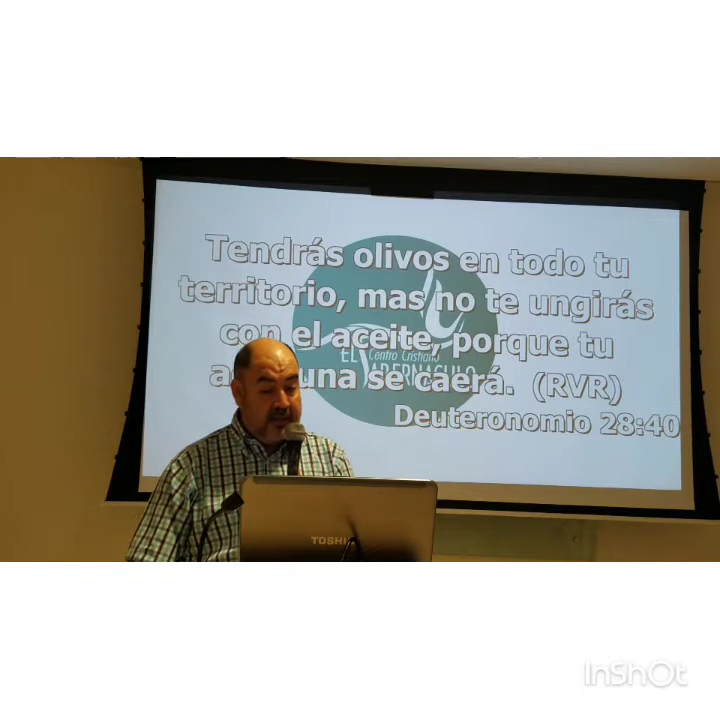 Tendrás olivos en todo tu
territorio, mas no te ungirás
con el aceite, porque tu
se caerá. (RVR)
Deuteronomio 28:40
EL Centro Cristiano
TOSHI
InShOt